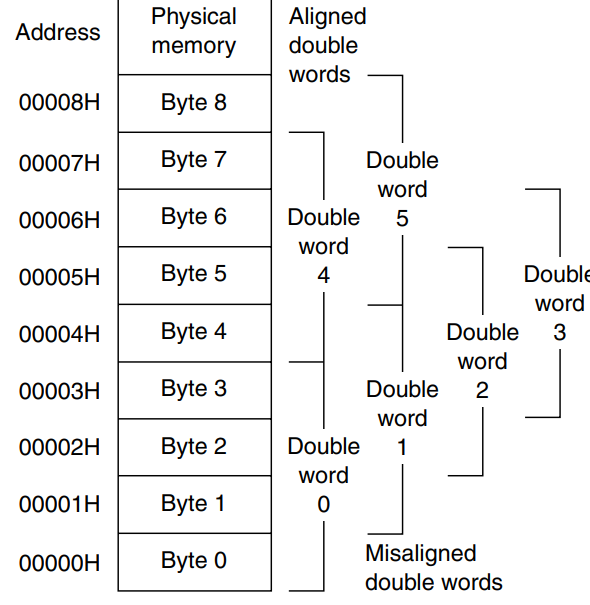 Address
Physical
memory
Aligned
double
words
00008H
Byte 8
00007H
Byte 7
00006H
Byte 6
00005H
Byte 5
00004H
Byte 4
00003H
Byte 3
00002H
Byte 2
00001H
Byte 1
00000H
Byte 0
Double
word
5
Double
word
4
Double
word
3
Double
word
2
Double
word
1
Double
word
0
Misaligned
double words